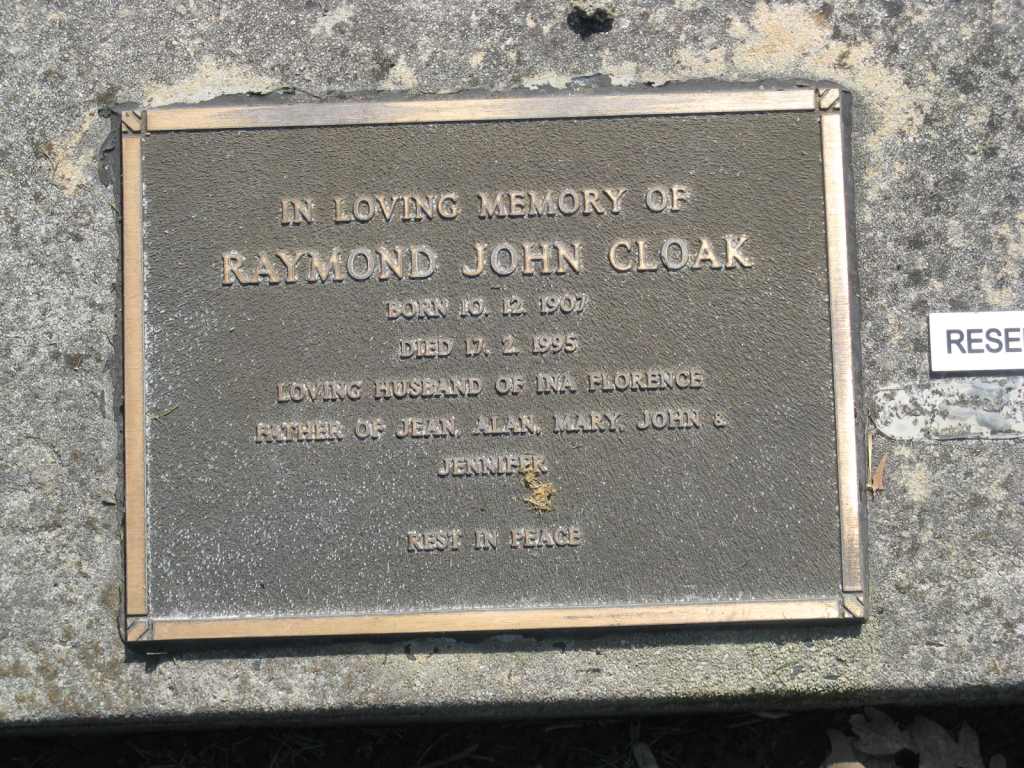 IN LOVING MEMORY OF
RAYMOND JOHN CLOAK
BORN 10. 12. 1907
DIED 17. 2. 1995
LOVING HUSBAND OF INA FLORENCE
FATHER OF JEAN, ALAN, MARY, JOHN &
JENNIFER
REST IN PEACE